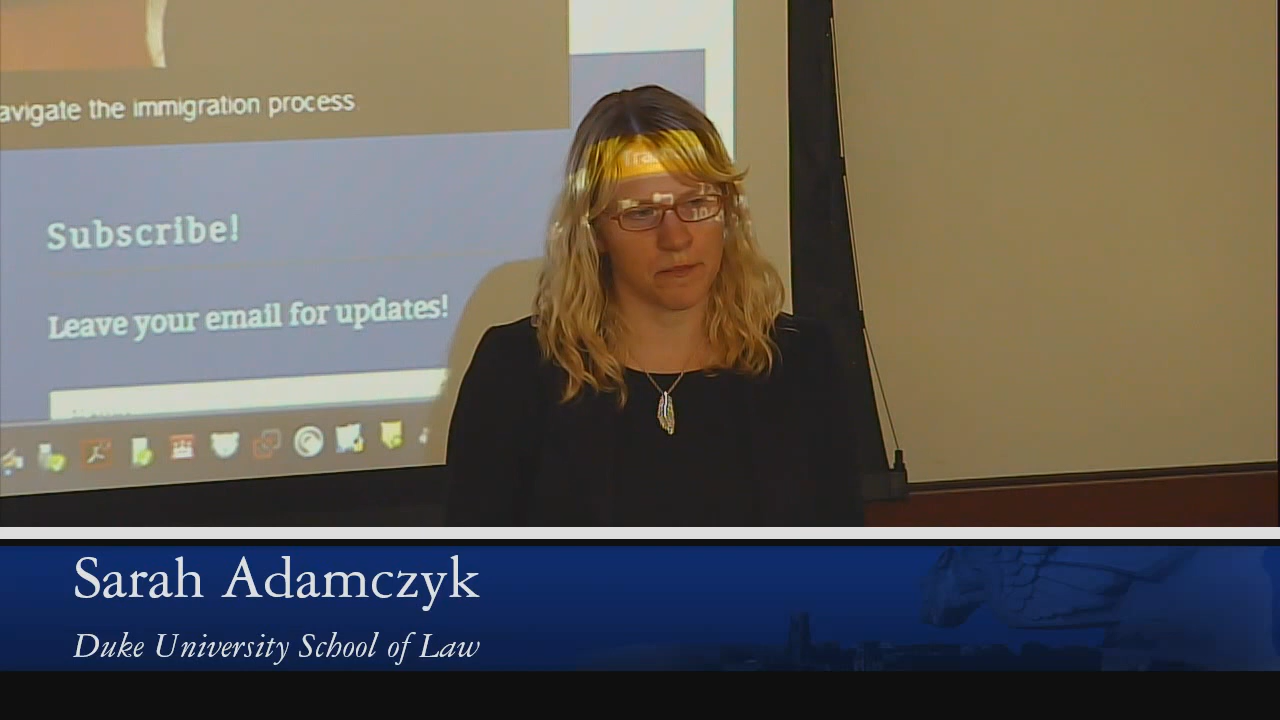 avigate the immigration process
Subscribe!
Leave your email for updates!
Sarah Adamczyk
Duke University School of Law